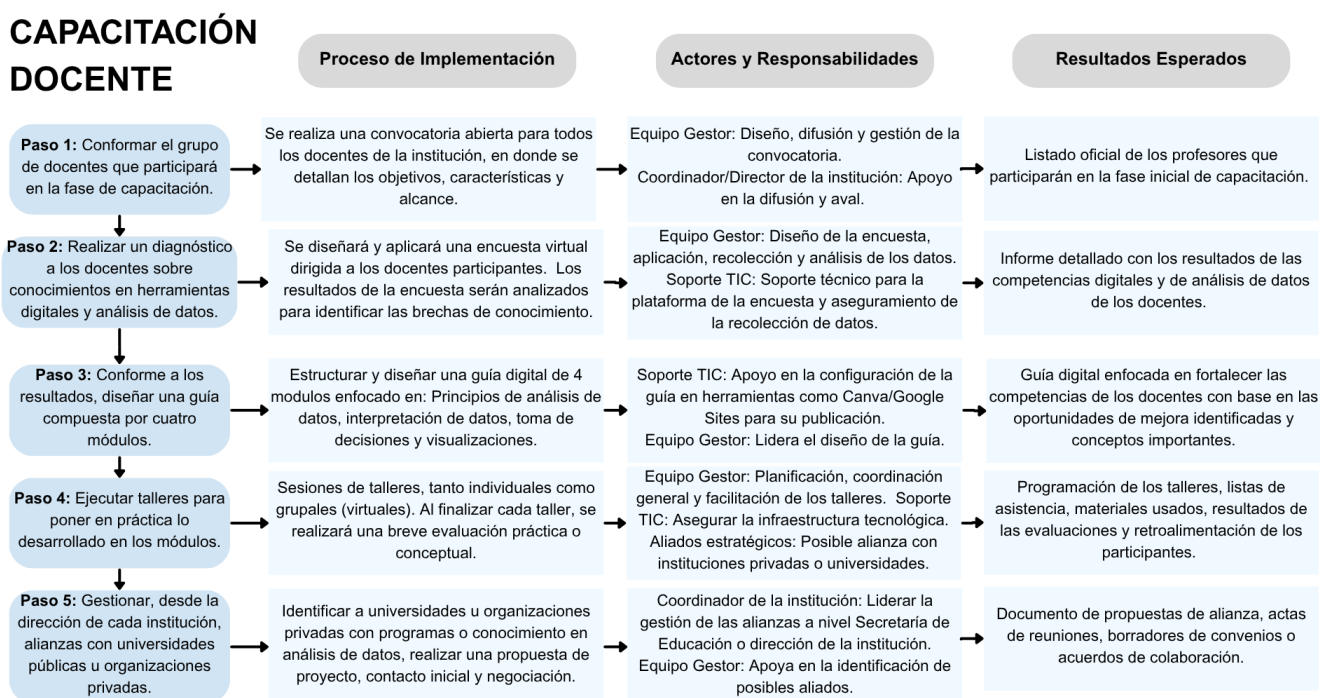 CAPACITACIÓN
DOCENTE
Proceso de Implementación
Actores y Responsabilidades
Resultados Esperados
Paso 1: Conformar el grupo
de docentes que participará
en la fase de capacitación.
Se realiza una convocatoria abierta para todos
los docentes de la institución, en donde se
detallan los objetivos, características y
alcance.
Equipo Gestor: Diseño, difusión y gestión de la
convocatoria.
Coordinador/Director de la institución: Apoyo
en la difusión y aval.
Listado oficial de los profesores que
participarán en la fase inicial de capacitación.
Paso 2: Realizar un diagnóstico
a los docentes sobre
conocimientos en herramientas
digitales y análisis de datos.
Se diseñará y aplicará una encuesta virtual
dirigida a los docentes participantes.  Los
resultados de la encuesta serán analizados
para identificar las brechas de conocimiento.
Equipo Gestor: Diseño de la encuesta,
aplicación, recolección y análisis de los datos.
Soporte TIC: Soporte técnico para la
plataforma de la encuesta y aseguramiento de
la recolección de datos.
Informe detallado con los resultados de las
competencias digitales y de análisis de datos
de los docentes.
Paso 3: Conforme a los
resultados, diseñar una guía
compuesta por cuatro
módulos.
Estructurar y diseñar una guía digital de 4
modulos enfocado en: Principios de análisis de
datos, interpretación de datos, toma de
decisiones y visualizaciones.
Soporte TIC: Apoyo en la configuración de la
guía en herramientas como Canva/Google
Sites para su publicación.
Equipo Gestor: Lidera el diseño de la guía.
Guía digital enfocada en fortalecer las
competencias de los docentes con base en las
oportunidades de mejora identificadas y
conceptos importantes.
Paso 4: Ejecutar talleres para
poner en práctica lo
desarrollado en los módulos.
Sesiones de talleres, tanto individuales como
grupales (virtuales). Al finalizar cada taller, se
realizará una breve evaluación práctica o
conceptual.
Equipo Gestor: Planificación, coordinación
general y facilitación de los talleres.  Soporte
TIC: Asegurar la infraestructura tecnológica.
Aliados estratégicos: Posible alianza con
instituciones privadas o universidades.
Programación de los talleres, listas de
asistencia, materiales usados, resultados de
las evaluaciones y retroalimentación de los
participantes.
Paso 5: Gestionar, desde la
dirección de cada institución,
alianzas con universidades
públicas u organizaciones
privadas.
Identificar a universidades u organizaciones
privadas con programas o conocimiento en
análisis de datos, realizar una propuesta de
proyecto, contacto inicial y negociación.
Coordinador de la institución: Liderar la
gestión de las alianzas a nivel Secretaría de
Educación o dirección de la institución.
Equipo Gestor: Apoya en la identificación de
posibles aliados.
Documento de propuestas de alianza, actas
de reuniones, borradores de convenios o
acuerdos de colaboración.